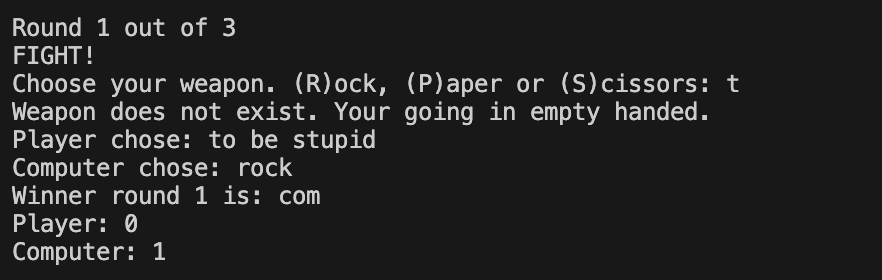 Round 1 out of 3
FIGHT!
Choose your weapon. (R)ock, (P)aper or (S)cissors: t
Weapon does not exist. Your going in empty handed.
Player chose: to be stupid
Computer chose: rock
Winner round 1 is: com
Player: 0
Computer: 1